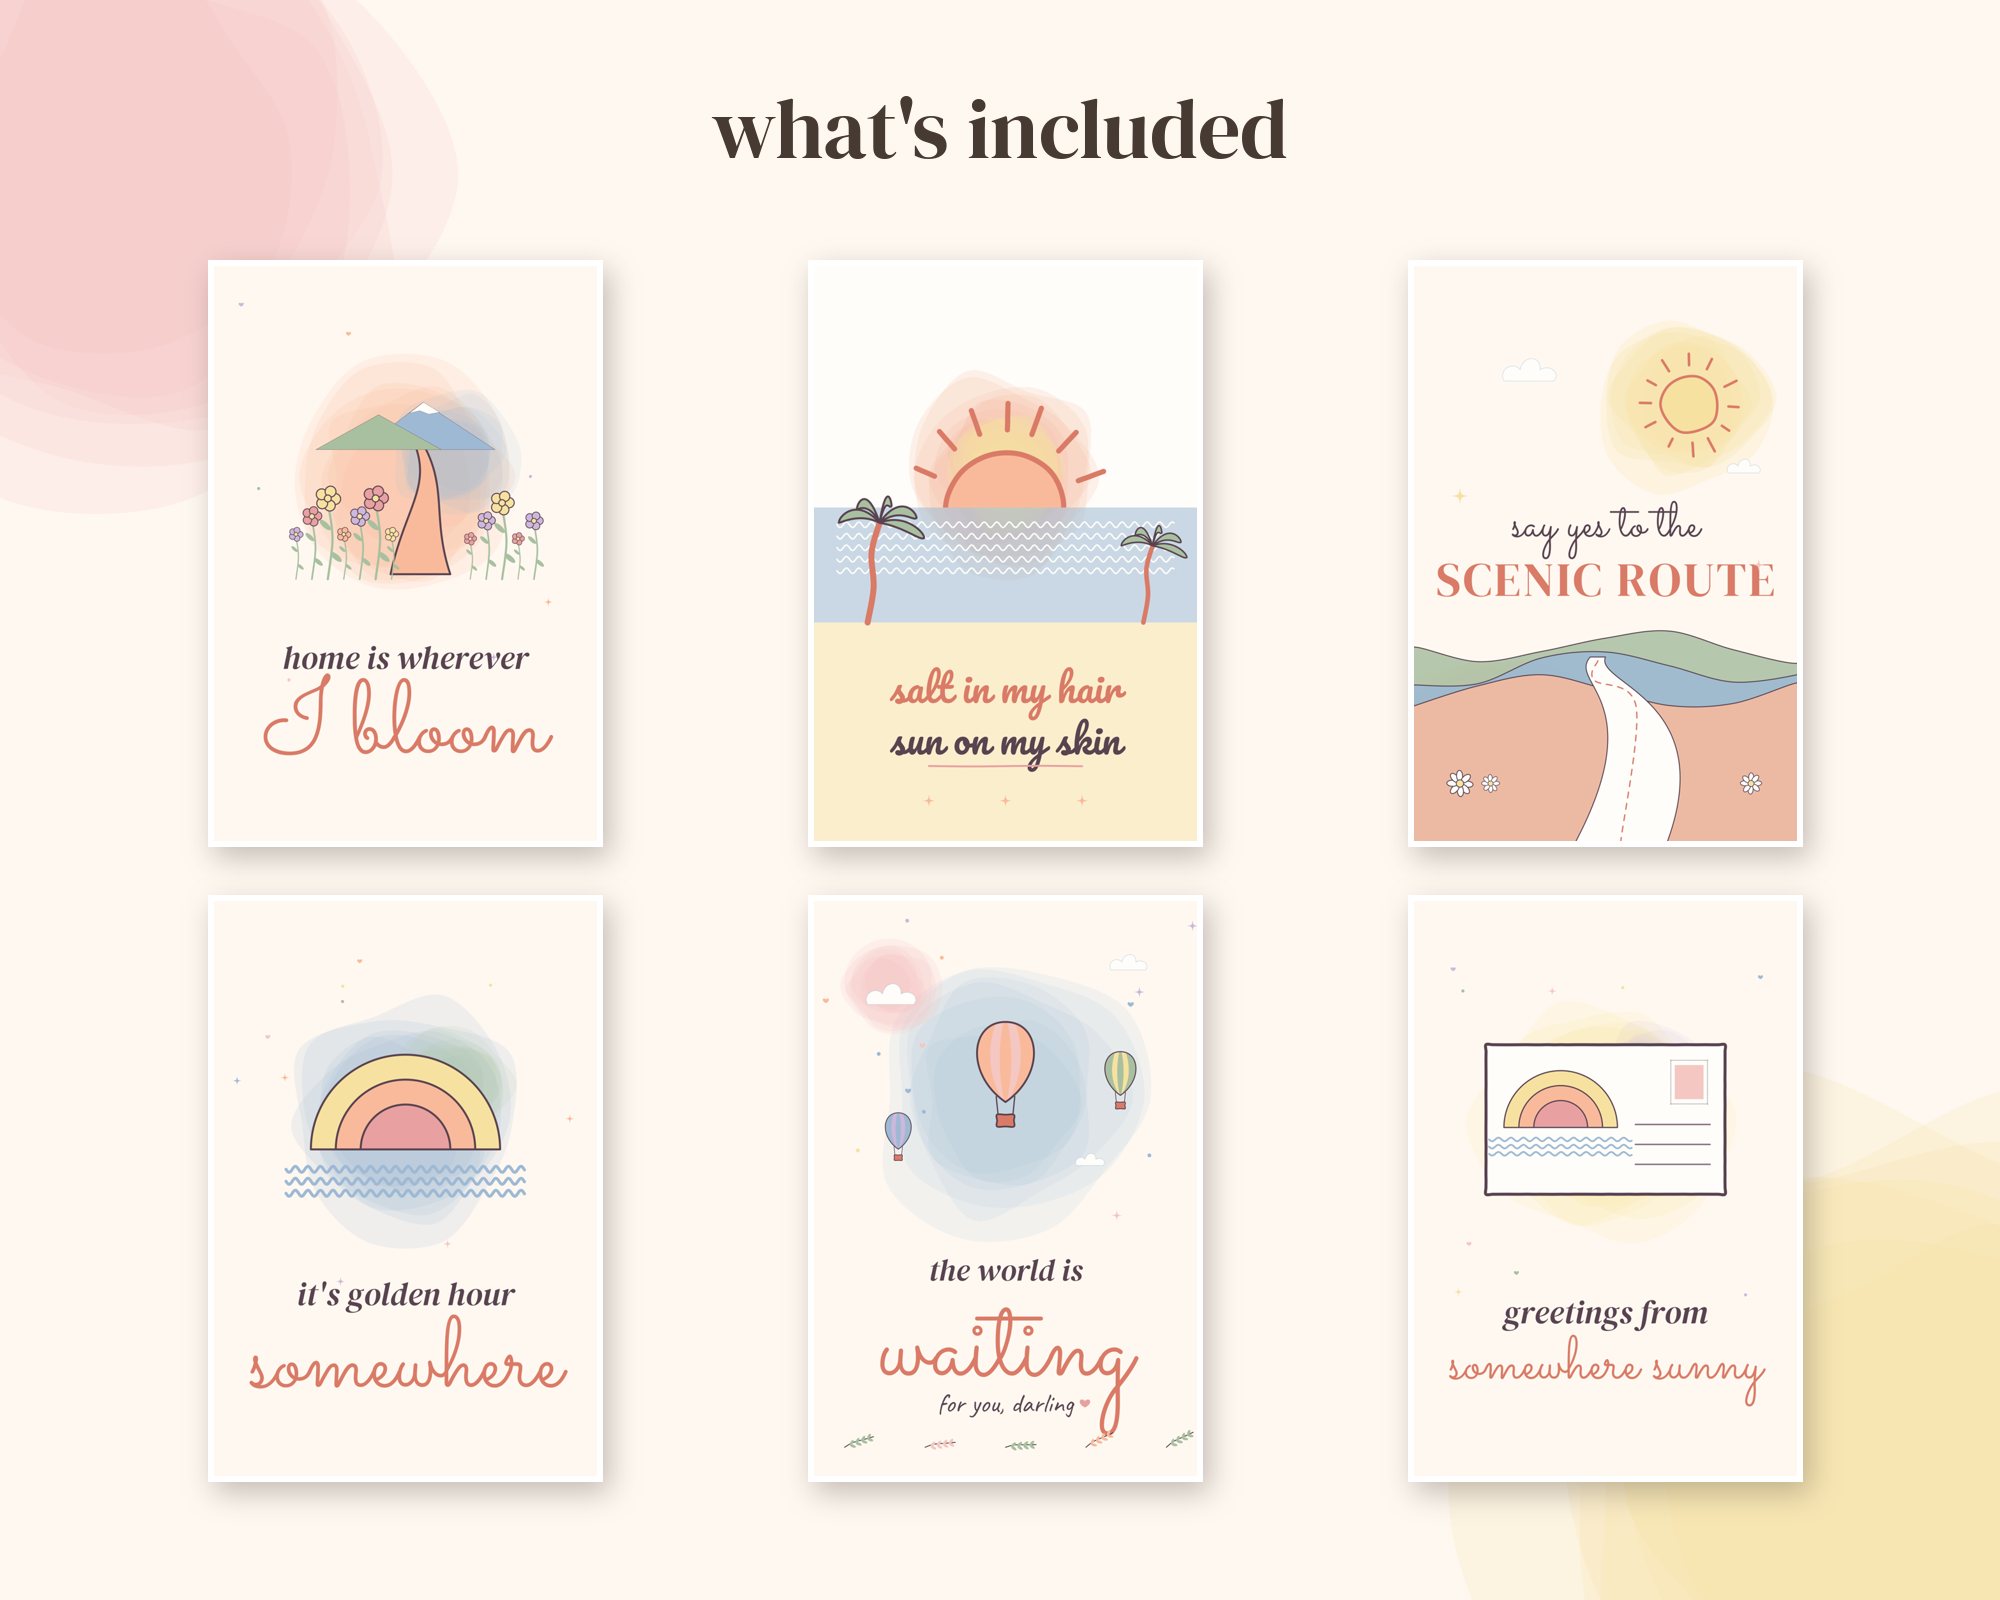 what's included
home is wherever
I bloom
salt in my hair
sun on my skin
say yes to the
SCENIC ROUTE
it's golden hour
somewhere
the world is
waiting
for you, darling
greetings from
somewhere sunny